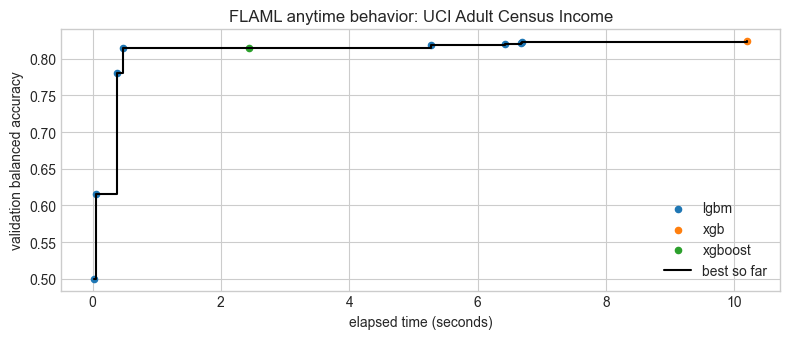 FLAML anytime behavior: UCI Adult Census Income
validation balanced accuracy
0.80
0.75
0.70
0.65
0.60
0.55
0.50
lgbm
xgb
xgboost
best so far
0 2 4 6 8 10
elapsed time (seconds)